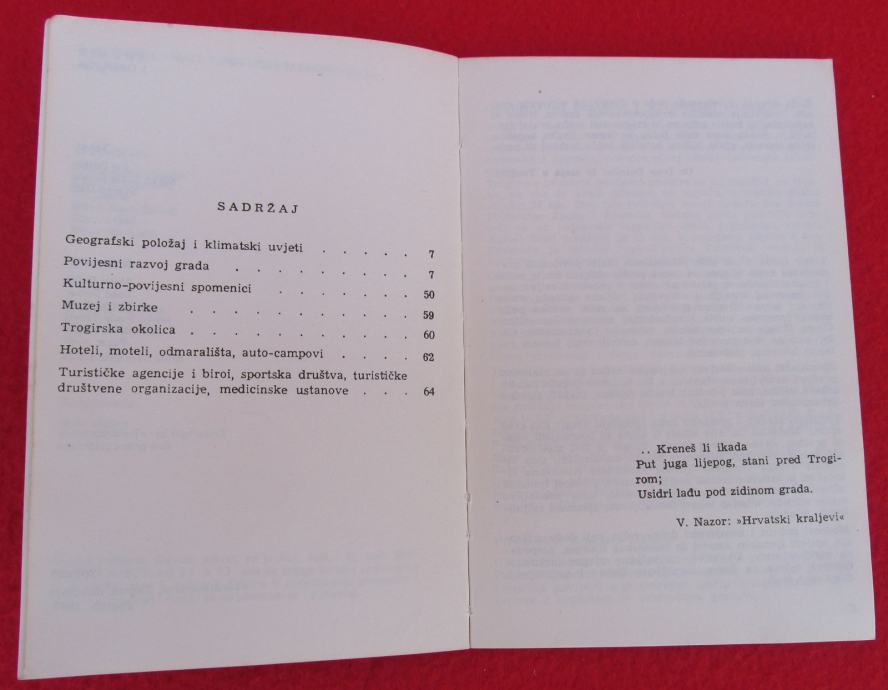 SADRŽAJ
Geografski položaj i klimatski uvjeti . . . . . 7
Povijesni razvoj grada . . . . . . . . . 7
Kulturno-povijesni spomenici . . . . . . . 50
Muzej i zbirke . . . . . . . . . . . 59
Trogirska okolica . . . . . . . . . . . 60
Hoteli, moteli, odmarališta, auto-campovi . . . . 62
Turističke agencije i biroi, sportska društva, turističke
društvene organizacije, medicinske ustanove . . . 64
.. Kreneš li ikada
Put juga lijepog, stani pred Trogi-
rom;
Usidri lađu pod zidinom grada.
V. Nazor: »Hrvatski kraljevi«